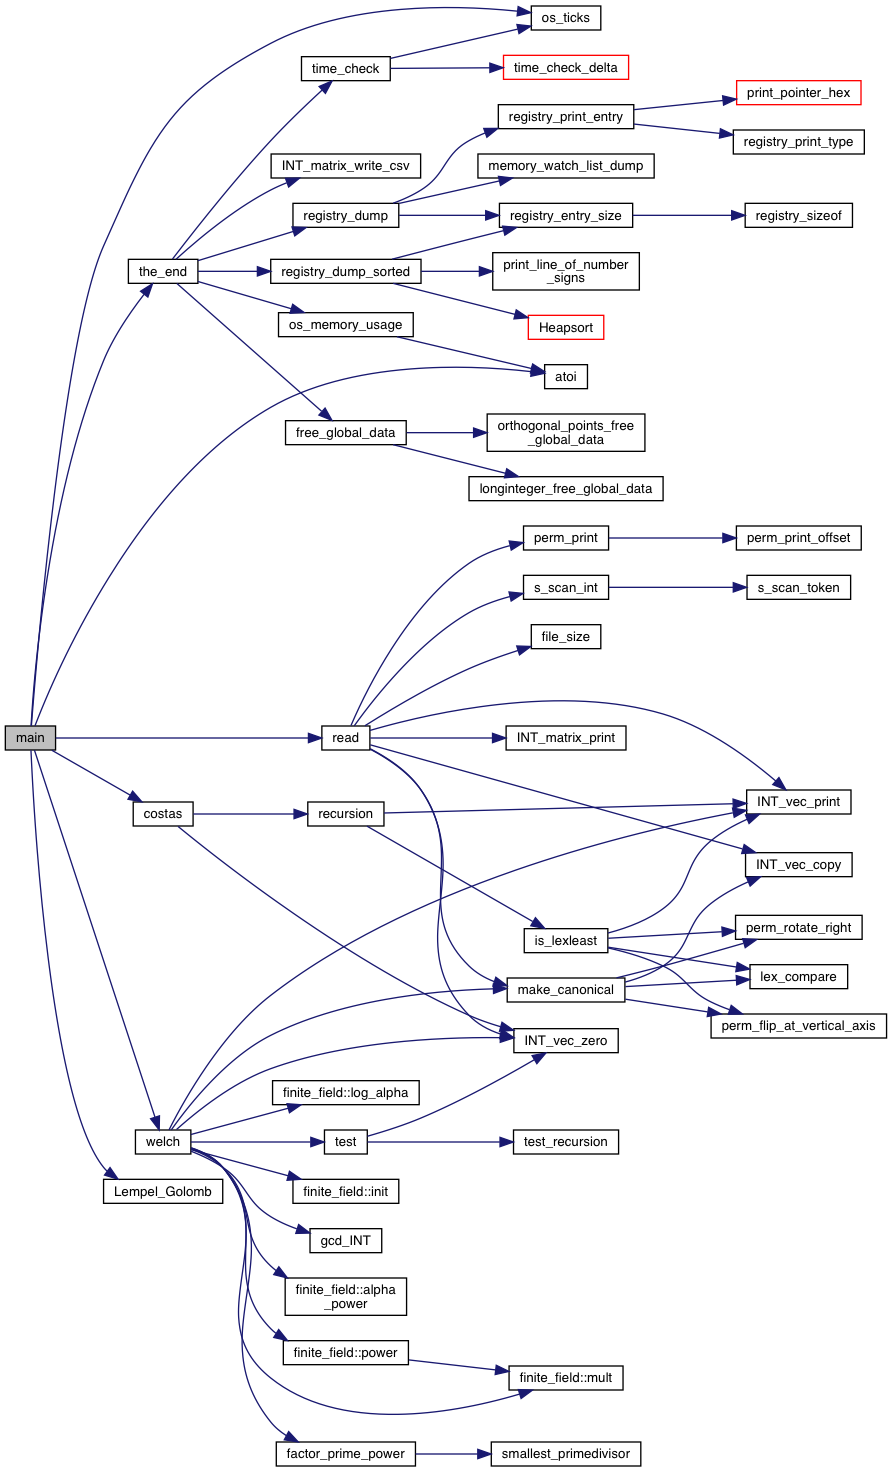 os_ticks
time_check
time_check_delta
print_pointer_hex
registry_print_entry
registry_print_type
INT_matrix_write_csv
memory_watch_list_dump
registry_dump
registry_entry_size
registry_sizeof
the_end
registry_dump_sorted
print_line_of_number
_signs
os_memory_usage
Heapsort
atoi
free_global_data
orthogonal_points_free
_global_data
longinteger_free_global_data
perm_print
perm_print_offset
s_scan_int
s_scan_token
file_size
main
read
INT_matrix_print
costas
recursion
INT_vec_print
INT_vec_copy
is_lexleast
perm_rotate_right
lex_compare
make_canonical
perm_flip_at_vertical_axis
INT_vec_zero
finite_field::log_alpha
welch
test
test_recursion
Lempel_Golomb
finite_field::init
gcd_INT
finite_field::alpha
_power
finite_field::power
finite_field::mult
factor_prime_power
smallest_primedivisor